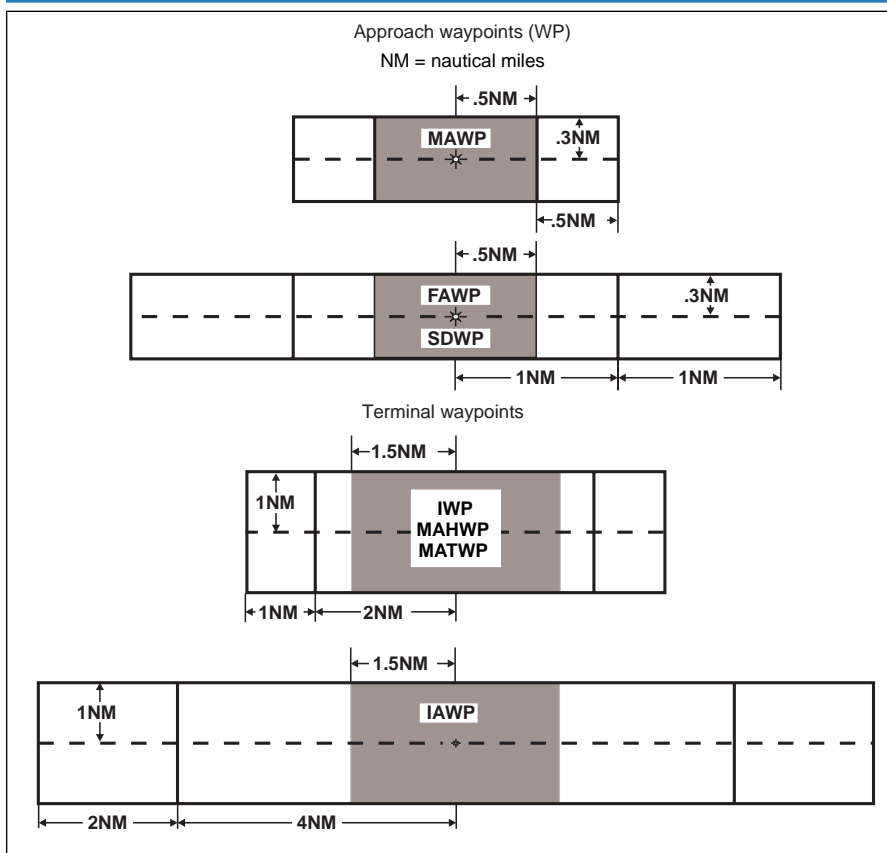 Approach waypoints (WP)
NM = nautical miles
.5NM
MAWP
.3NM
.5NM
.5NM
FAWP
.3NM
SDWP
1NM 1NM
Terminal waypoints
1.5NM
1NM
IWP
MAHWP
MATWP
1NM 2NM
1.5NM
1NM
IAWP
2NM 4NM